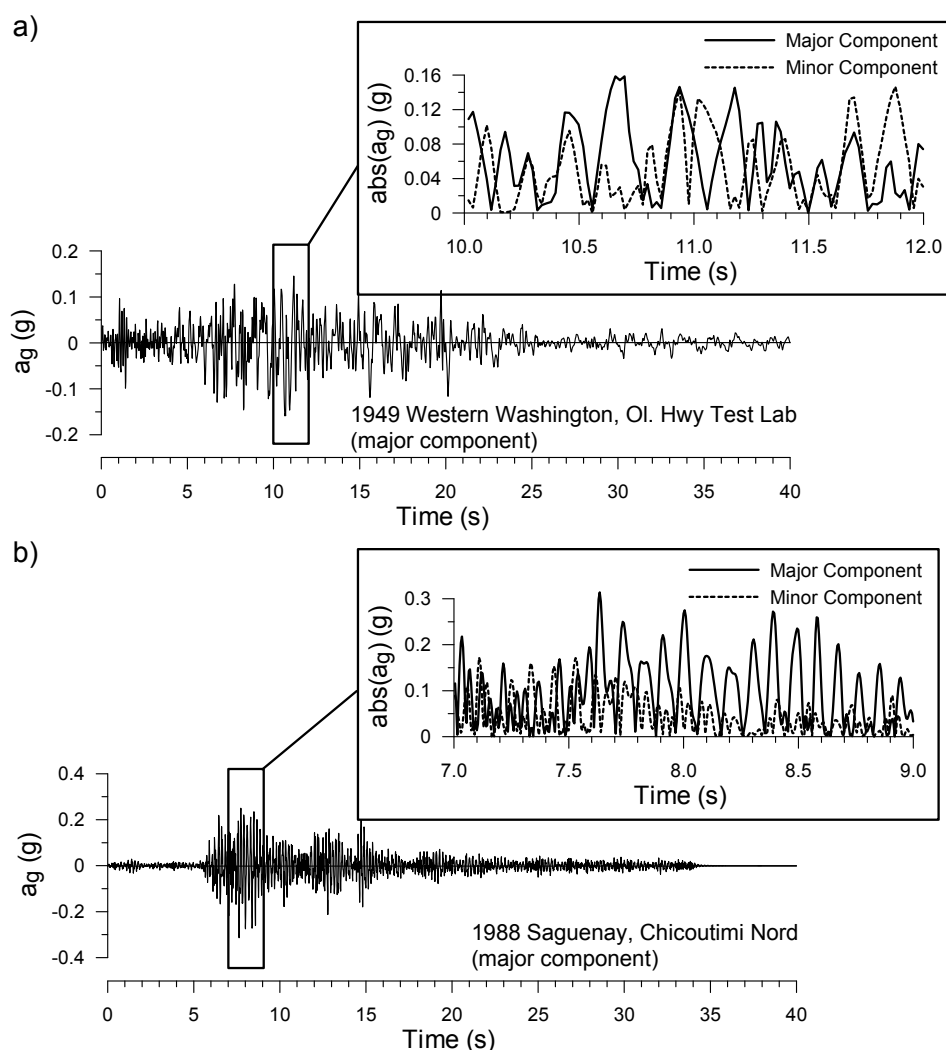 a)
Major Component
Minor Component
abs(ag) (g)
0.16
0.12
0.08
0.04
0
10.0 10.5 11.0 11.5 12.0
Time (s)
ag (g)
0.2
0.1
0
-0.1
-0.2
1949 Western Washington, Ol. Hwy Test Lab
(major component)
0 5 10 15 20 25 30 35 40
Time (s)
b)
Major Component
Minor Component
abs(ag) (g)
0.3
0.2
0.1
0
7.0 7.5 8.0 8.5 9.0
Time (s)
ag (g)
0.4
0.2
0
-0.2
-0.4
1988 Saguenay, Chicoutimi Nord
(major component)
0 5 10 15 20 25 30 35 40
Time (s)